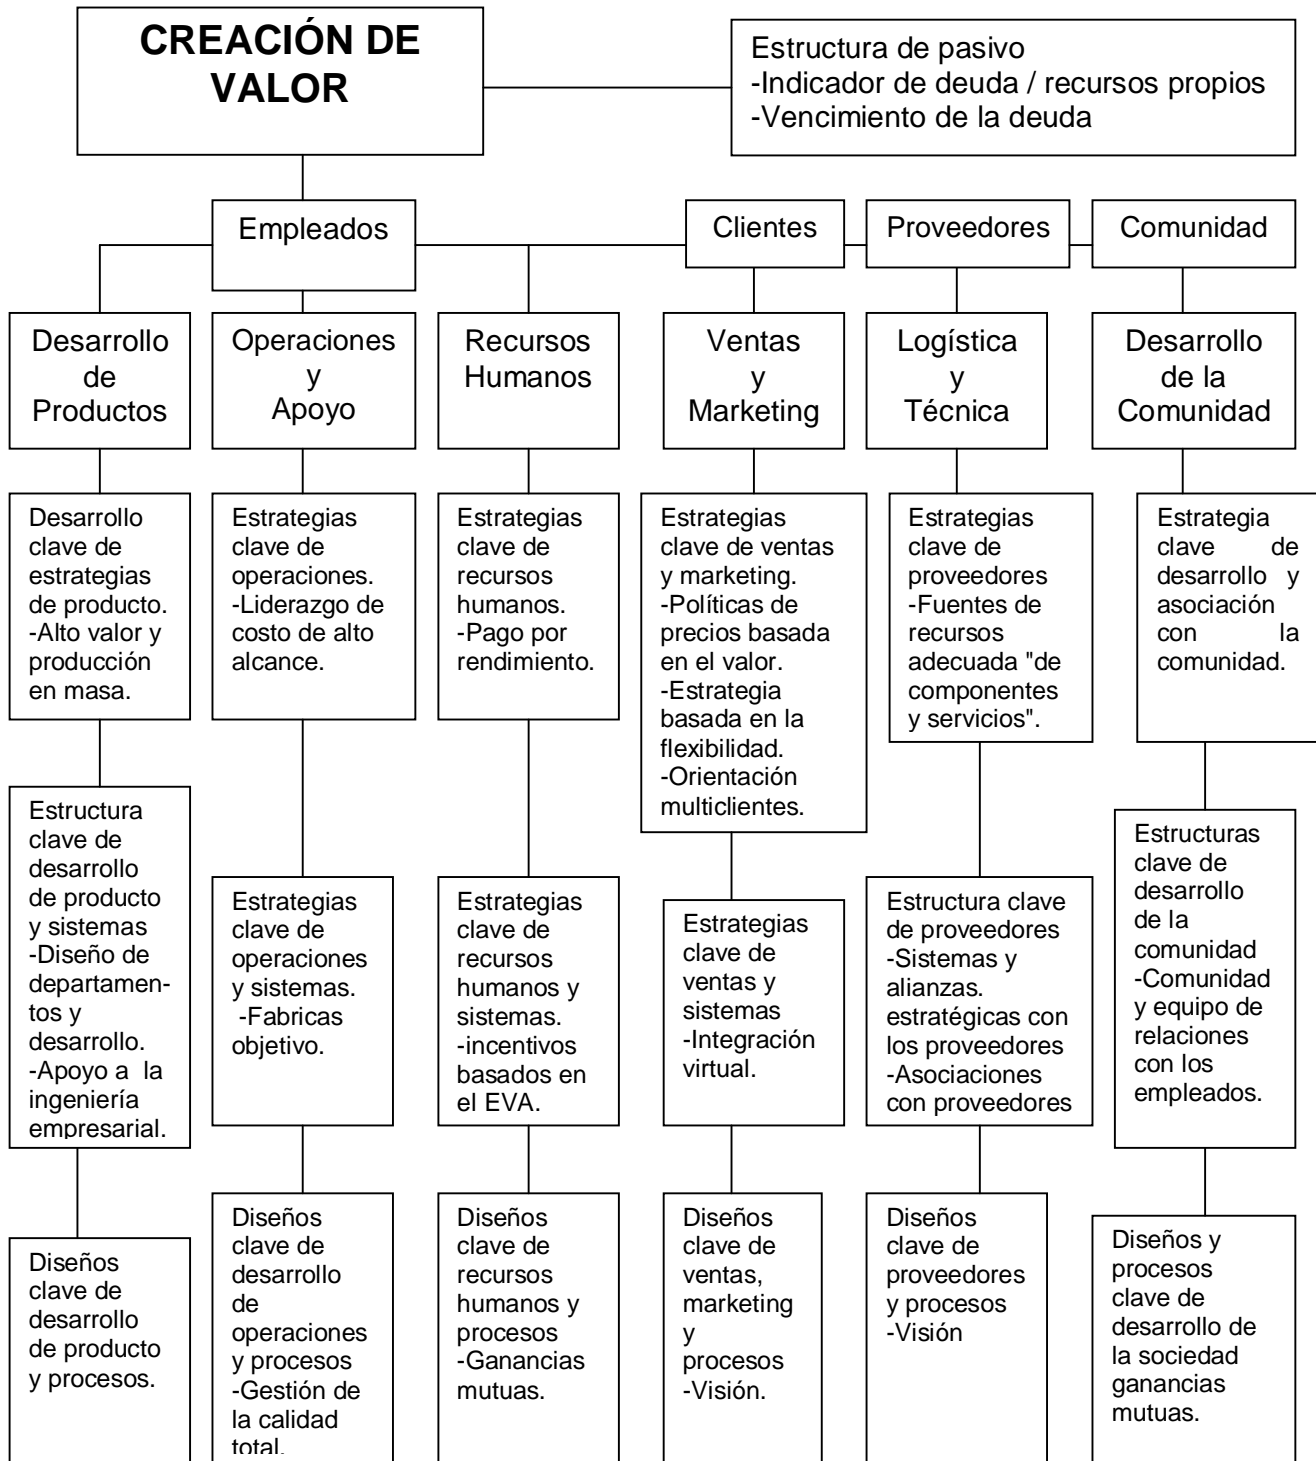 CREACIÓN DE
VALOR
Estructura de pasivo
-Indicador de deuda / recursos propios
-Vencimiento de la deuda
Empleados
Clientes
Proveedores
Comunidad
Desarrollo
de
Productos
Operaciones
y
Apoyo
Recursos
Humanos
Ventas
y
Marketing
Logística
y
Técnica
Desarrollo
de la
Comunidad
Desarrollo
clave de
estrategias
de producto.
-Alto valor y
producción
en masa.
Estrategias
clave de
operaciones.
-Liderazgo de
costo de alto
alcance.
Estrategias
clave de
recursos
humanos.
-Pago por
rendimiento.
Estrategias
clave de ventas
y marketing.
-Políticas de
precios basada
en el valor.
-Estrategia
basada en la
flexibilidad.
-Orientación
multiclientes.
Estrategias
clave de
proveedores
-Fuentes de
recursos
adecuada "de
componentes
y servicios".
Estrategia
clave de
desarrollo y
asociación
con la
comunidad.
Estructura
clave de
desarrollo
de producto
y sistemas
-Diseño de
departamen-
tos y
desarrollo.
-Apoyo a la
ingeniería
empresarial.
Estrategias
clave de
operaciones
y sistemas.
-Fabricas
objetivo.
Estrategias
clave de
recursos
humanos y
sistemas.
-incentivos
basados en
el EVA.
Estrategias
clave de
ventas y
sistemas
-Integración
virtual.
Estructura clave
de proveedores
-Sistemas y
alianzas.
estratégicas con
los proveedores
-Asociaciones
con proveedores
Estructuras
clave de
desarrollo
de la
comunidad
-Comunidad
y equipo de
relaciones
con los
empleados.
Diseños
clave de
desarrollo
de producto
y procesos.
Diseños
clave de
desarrollo
de
operaciones
y procesos
-Gestión de
la calidad
total.
Diseños
clave de
recursos
humanos y
procesos
-Ganancias
mutuas.
Diseños
clave de
ventas,
marketing
y
procesos
-Visión.
Diseños
clave de
proveedores
y procesos
-Visión
Diseños y
procesos
clave de
desarrollo de
la sociedad
ganancias
mutuas.